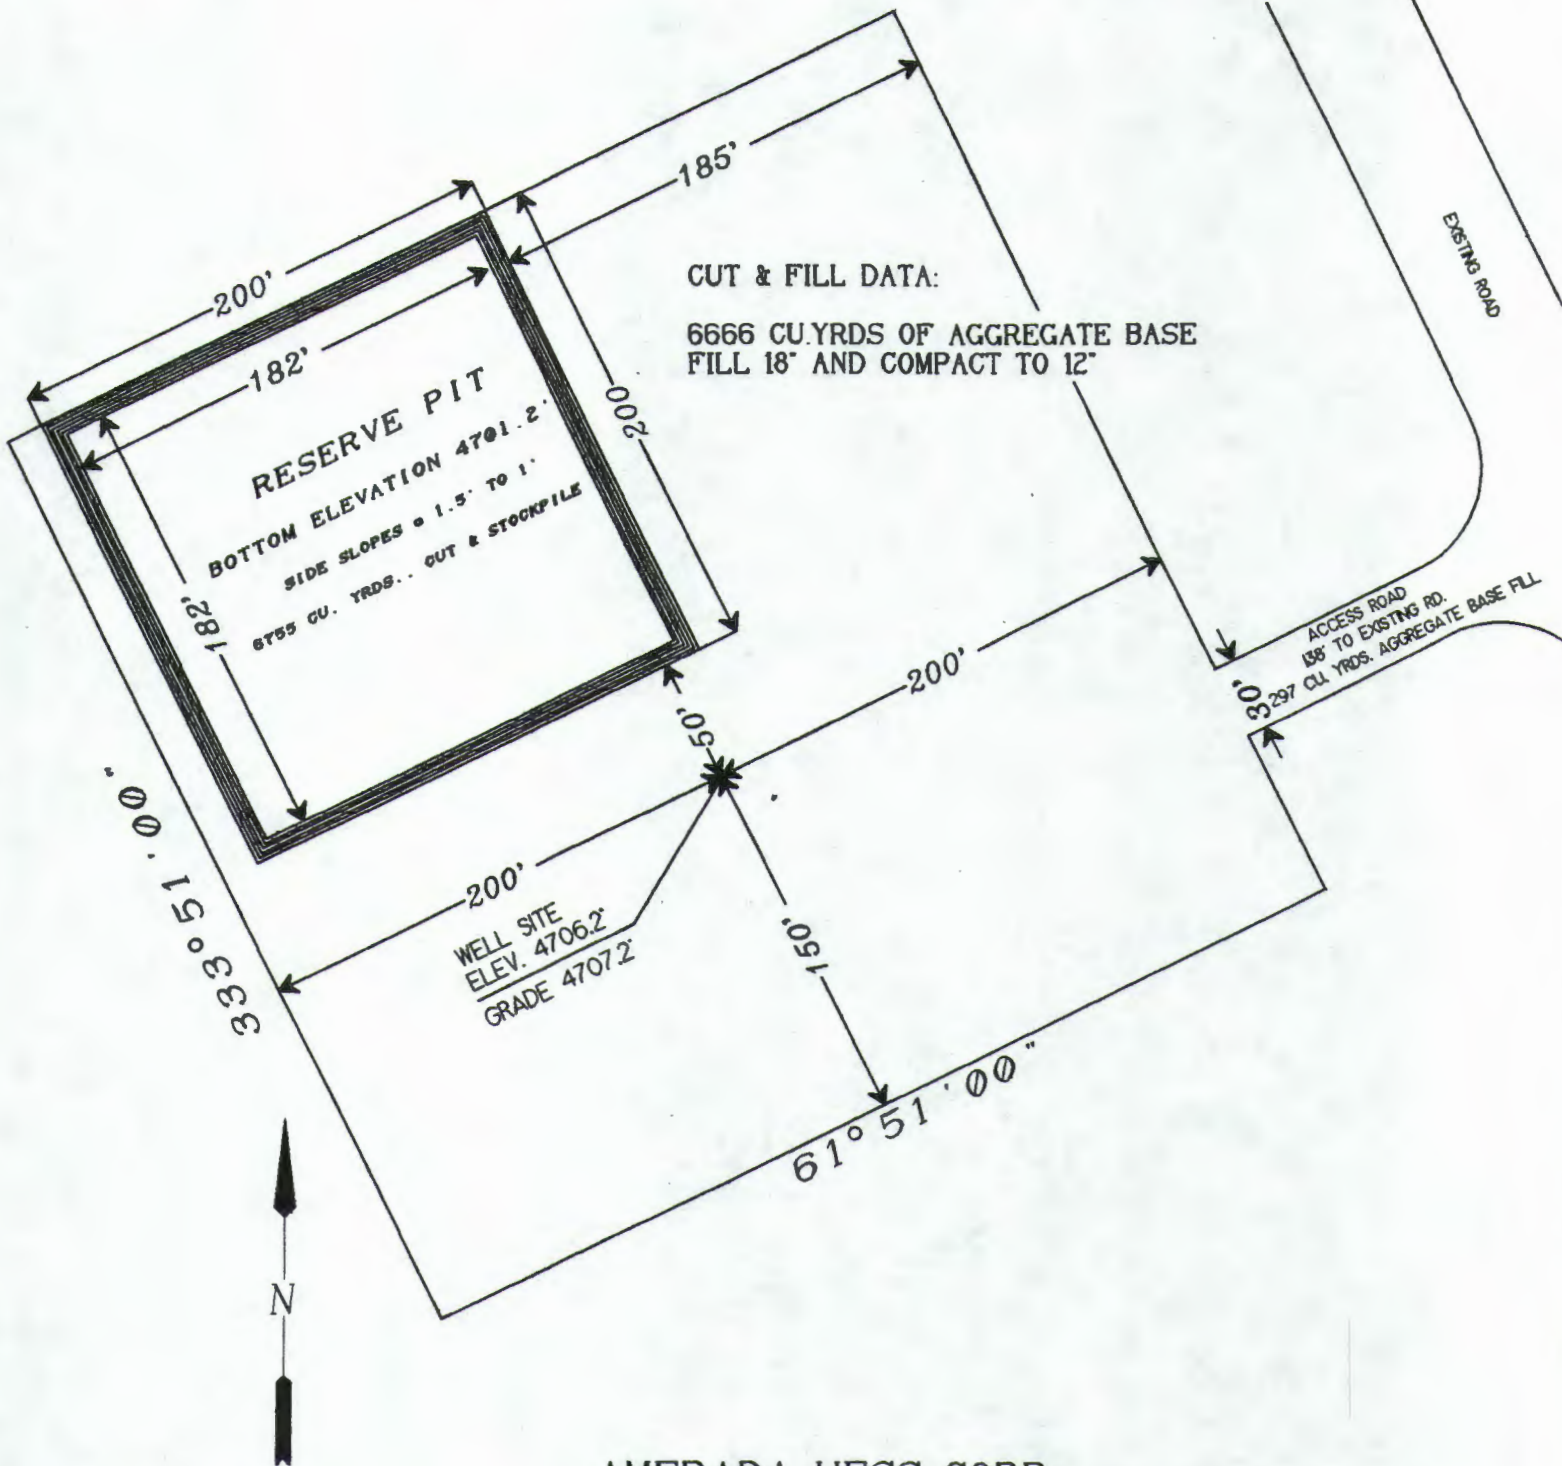 185'
200'
182'
CUT & FILL DATA:
6666 CU.YRDS OF AGGREGATE BASE
FILL 18" AND COMPACT TO 12"
EXISTING ROAD
RESERVE PIT
BOTTOM ELEVATION 4701.2'
SIDE SLOPES @ 1.5' TO 1'
6755 CU. YRDS.. CUT & STOCKPILE
200'
182'
ACCESS ROAD
138' TO EXISTING RD.
297 CU. YRDS. AGGREGATE BASE FILL
30'
200'
50'
200'
WELL SITE
ELEV. 4706.2'
GRADE 4707.2'
150'
333°51'00"
61°51'00"
N